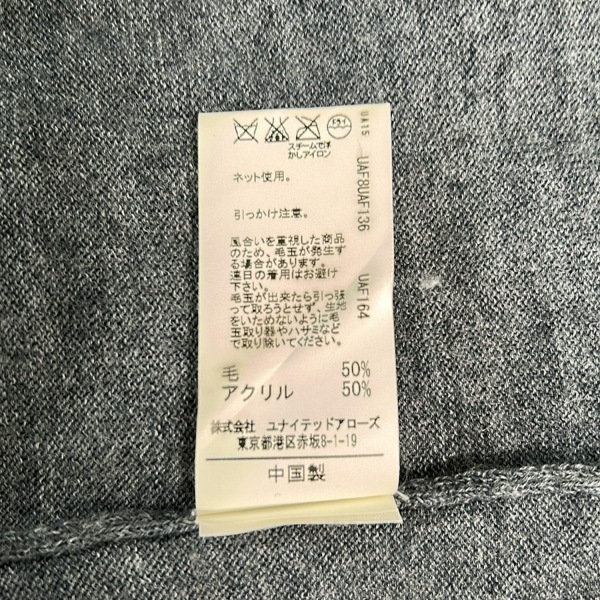 ドライ
スチームで浮
かしアイロン
UA15 UAF8UAF136 UAF164
ネット使用。
引っかけ注意。
風合いを重視した商品
のため、毛玉が発生す
る場合があります。
連日の着用はお避け
下さい。
毛玉が出来たら引っ張
って取ろうとせず、生地
をいためないように毛
玉取り器やハサミなど
で取り除いてください。
毛 50%
アクリル 50%
株式会社 ユナイテッドアローズ
東京都港区赤坂8-1-19
中国製